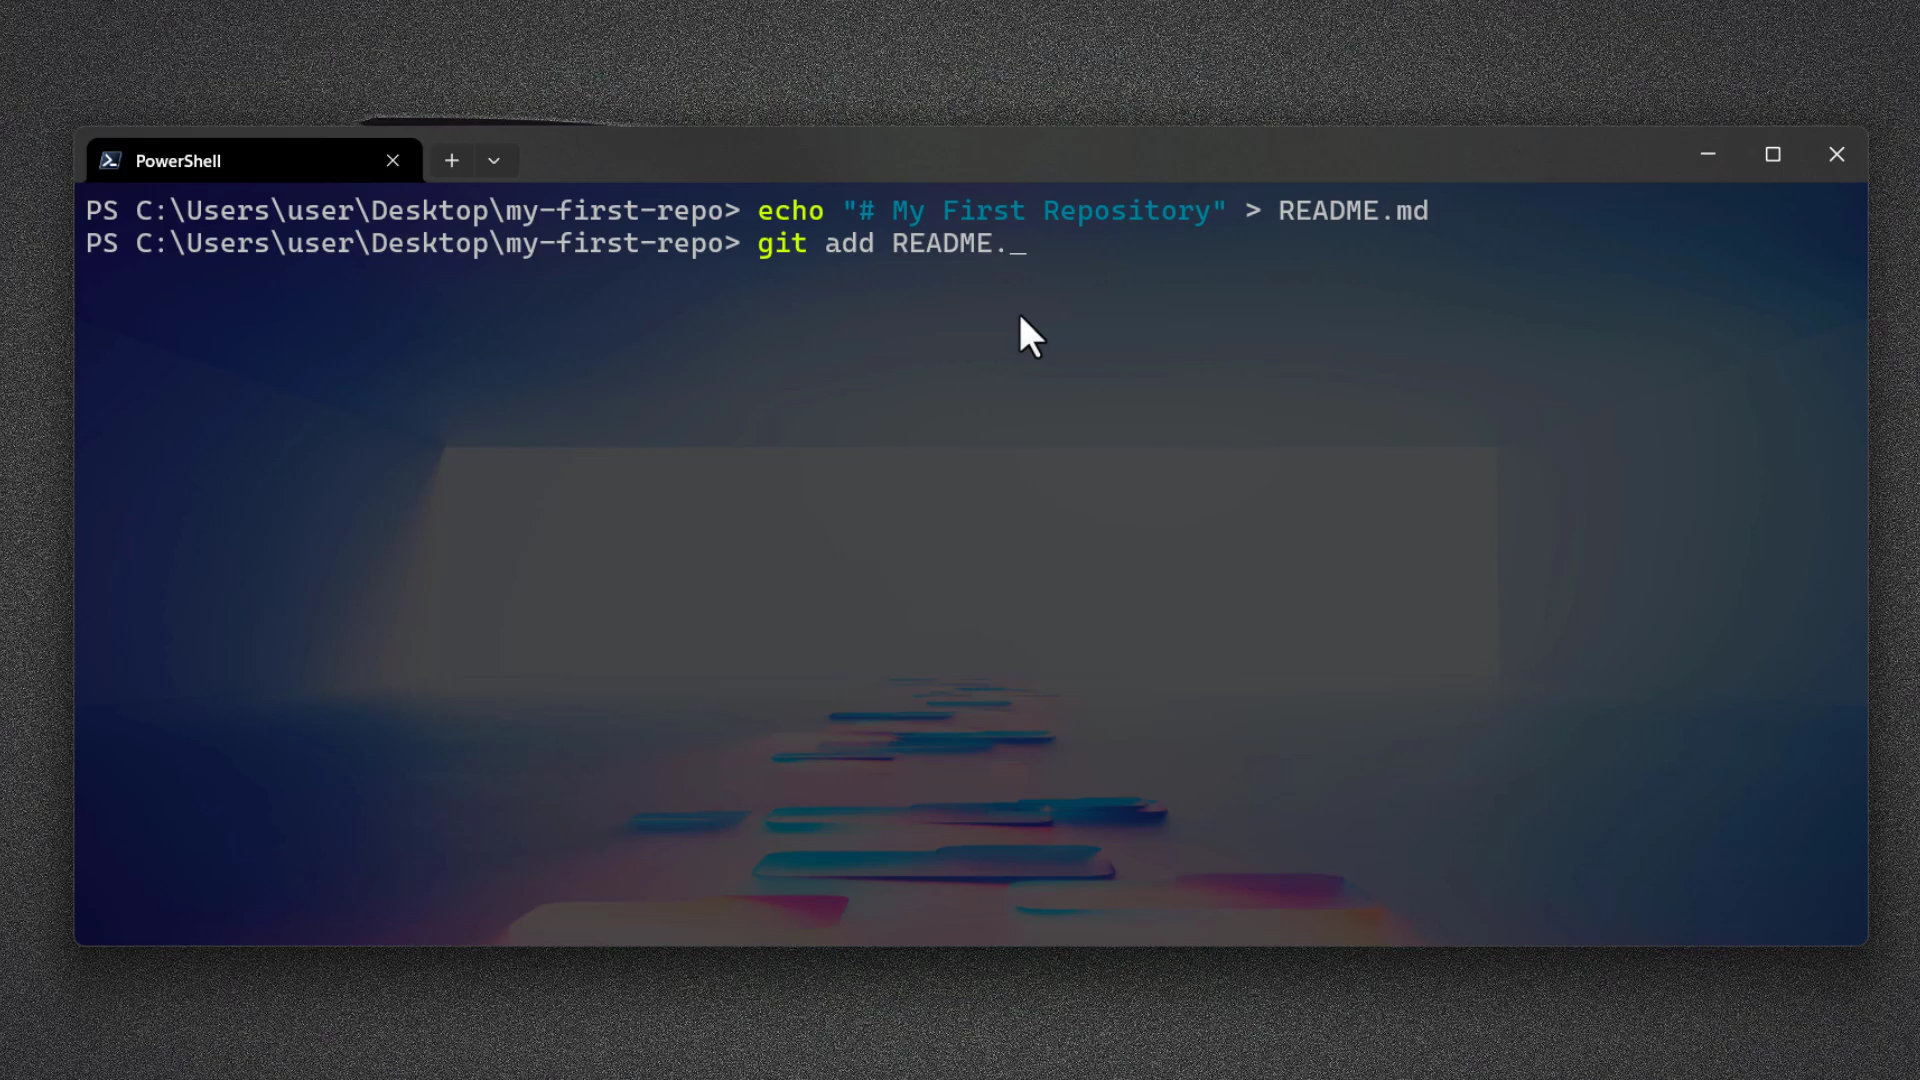 PowerShell
PS C:\Users\user\Desktop\my-first-repo> echo "# My First Repository" > README.md
PS C:\Users\user\Desktop\my-first-repo> git add README._